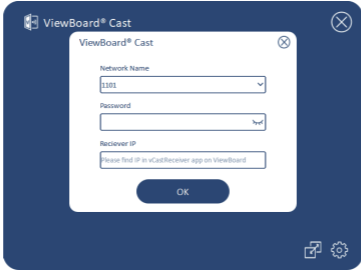 ViewBoard® Cast
ViewBoard® Cast
Network Name
1101
Password
Reciever IP
Please find IP in vCastReceiver app on ViewBoard
OK